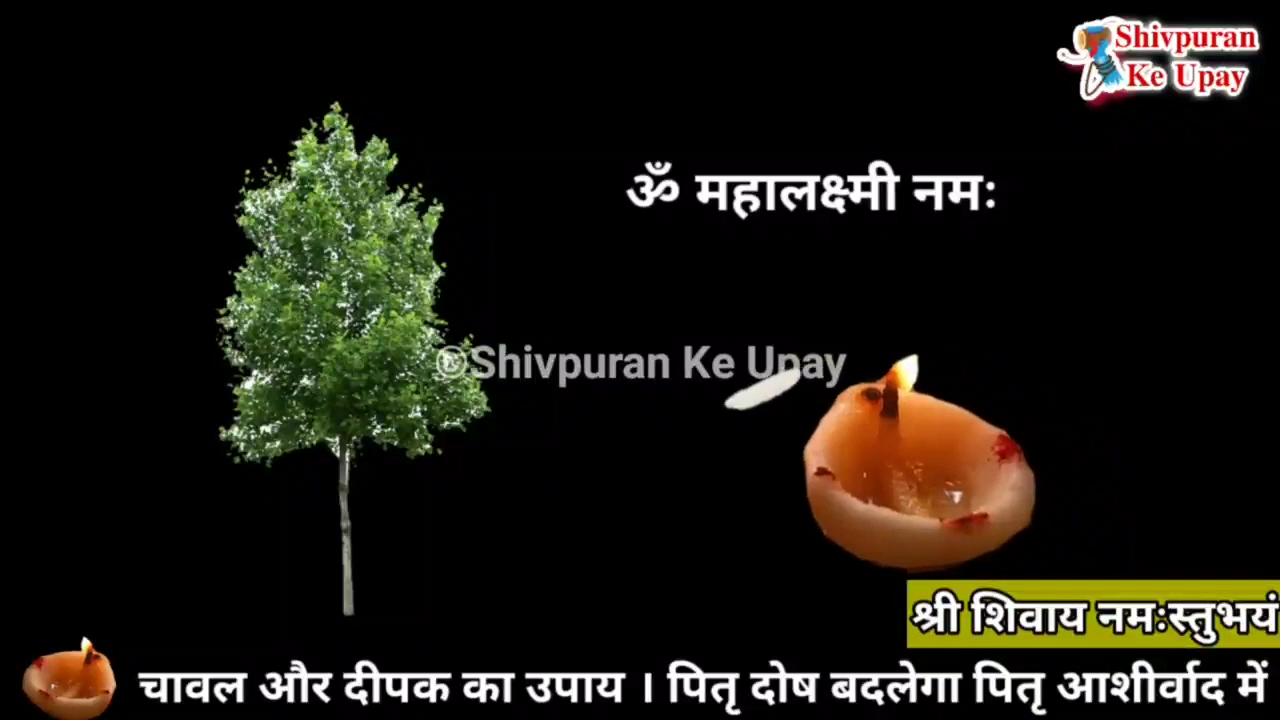 Shivpuran
Ke Upay
ॐ महालक्ष्मी नमः
©Shivpuran Ke Upay
श्री शिवाय नमःस्तुभयं
चावल और दीपक का उपाय । पितृ दोष बदलेगा पितृ आशीर्वाद में